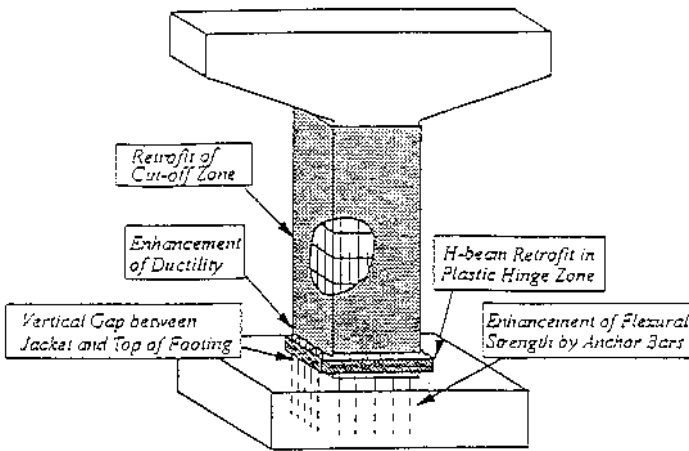 Retrofit of
Cut-off Zone
Enhancement
of Ductility
Vertical Gap between
Jacket and Top of Footing
H-beam Retrofit in
Plastic Hinge Zone
Enhancement of Flexural
Strength by Anchor Bars